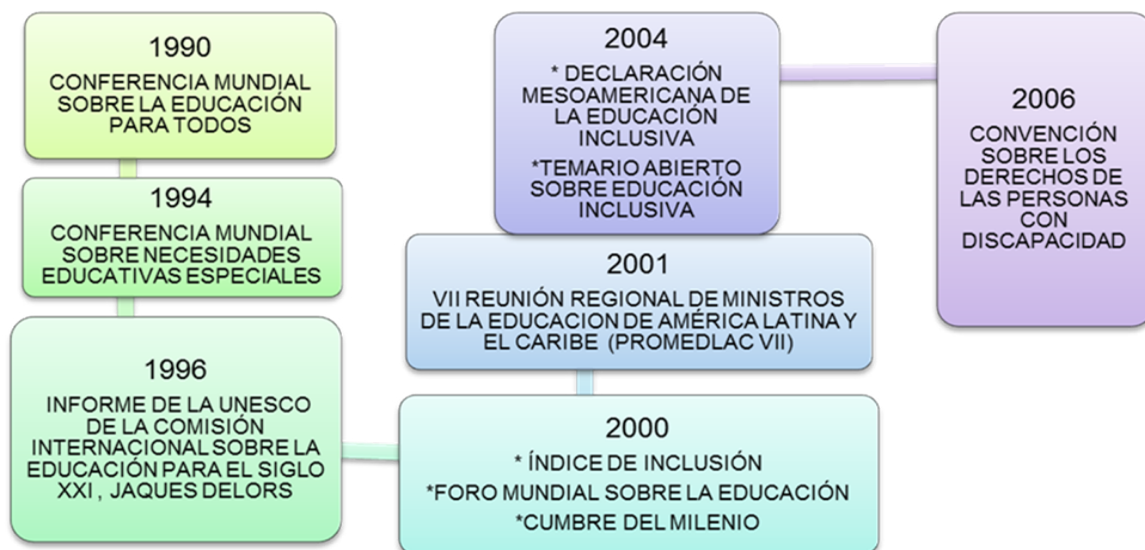 1990
CONFERENCIA MUNDIAL
SOBRE LA EDUCACIÓN
PARA TODOS
1994
CONFERENCIA MUNDIAL
SOBRE NECESIDADES
EDUCATIVAS ESPECIALES
1996
INFORME DE LA UNESCO
DE LA COMISIÓN
INTERNACIONAL SOBRE LA
EDUCACIÓN PARA EL SIGLO
XXI , JAQUES DELORS
2000
* ÍNDICE DE INCLUSIÓN
*FORO MUNDIAL SOBRE LA EDUCACIÓN
*CUMBRE DEL MILENIO
2001
VII REUNIÓN REGIONAL DE MINISTROS
DE LA EDUCACION DE AMÉRICA LATINA Y
EL CARIBE (PROMEDLAC VII)
2004
* DECLARACIÓN
MESOAMERICANA DE
LA EDUCACIÓN
INCLUSIVA
*TEMARIO ABIERTO
SOBRE EDUCACIÓN
INCLUSIVA
2006
CONVENCIÓN
SOBRE LOS
DERECHOS DE
LAS PERSONAS
CON
DISCAPACIDAD